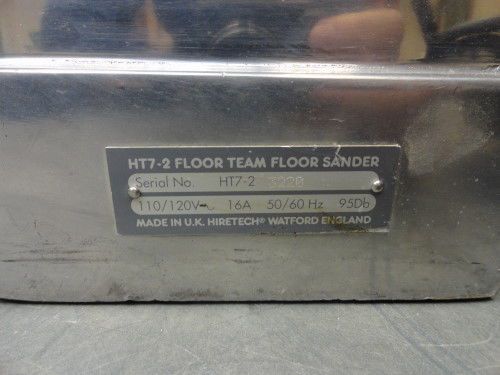 HT7-2 FLOOR TEAM FLOOR SANDER
Serial No. HT7-2
110/120V~ 16A 50/60 Hz 95Db
MADE IN U.K. HIRETECH® WATFORD ENGLAND